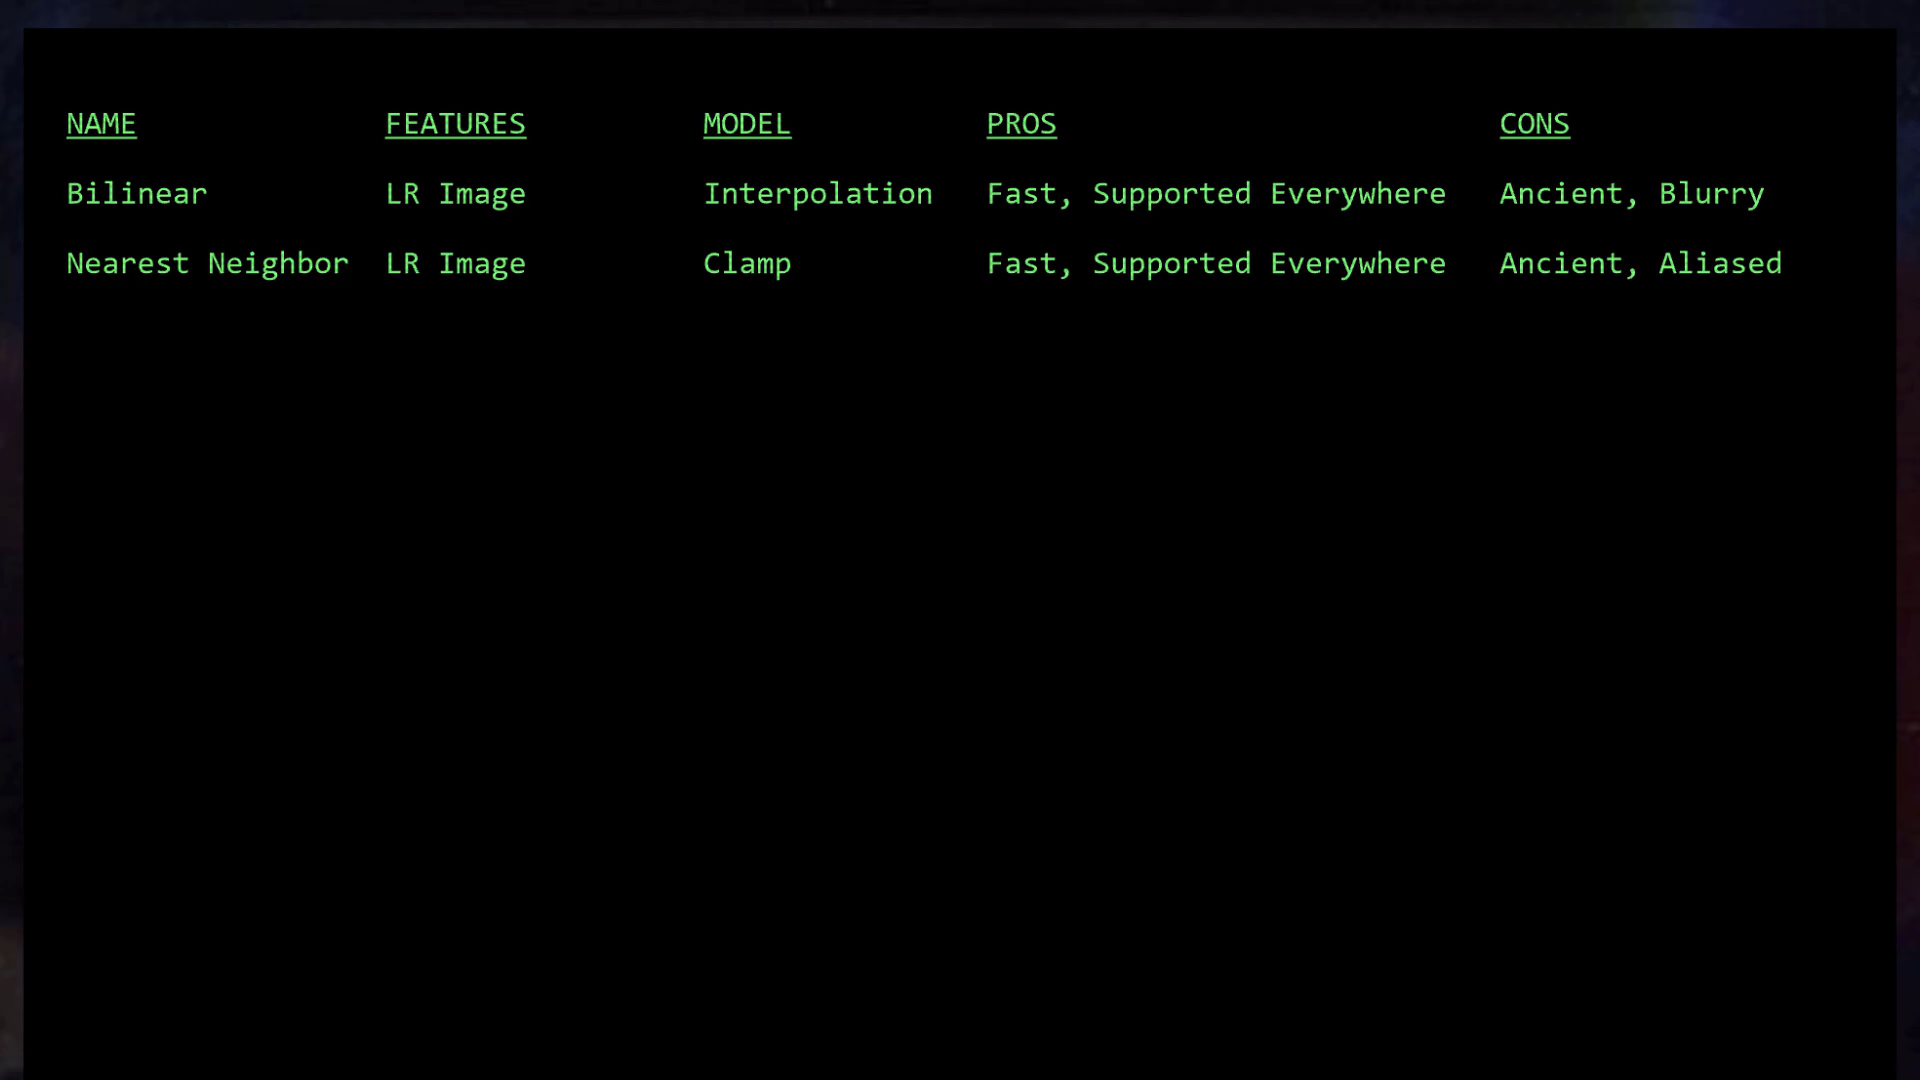 NAME FEATURES MODEL PROS CONS
Bilinear LR Image Interpolation Fast, Supported Everywhere Ancient, Blurry
Nearest Neighbor LR Image Clamp Fast, Supported Everywhere Ancient, Aliased